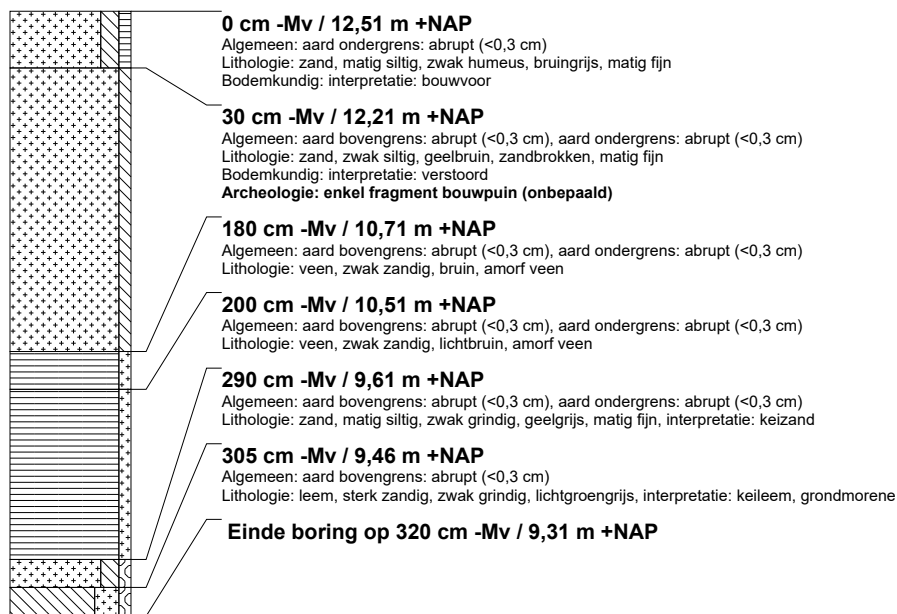 0 cm -Mv / 12,51 m +NAP
Algemeen: aard ondergrens: abrupt (<0,3 cm)
Lithologie: zand, matig siltig, zwak humeus, bruingrijs, matig fijn
Bodemkundig: interpretatie: bouwvoor
30 cm -Mv / 12,21 m +NAP
Algemeen: aard bovengrens: abrupt (<0,3 cm), aard ondergrens: abrupt (<0,3 cm)
Lithologie: zand, zwak siltig, geelbruin, zandbrokken, matig fijn
Bodemkundig: interpretatie: verstoord
Archeologie: enkel fragment bouwpuin (onbepaald)
180 cm -Mv / 10,71 m +NAP
Algemeen: aard bovengrens: abrupt (<0,3 cm), aard ondergrens: abrupt (<0,3 cm)
Lithologie: veen, zwak zandig, bruin, amorf veen
200 cm -Mv / 10,51 m +NAP
Algemeen: aard bovengrens: abrupt (<0,3 cm), aard ondergrens: abrupt (<0,3 cm)
Lithologie: veen, zwak zandig, lichtbruin, amorf veen
290 cm -Mv / 9,61 m +NAP
Algemeen: aard bovengrens: abrupt (<0,3 cm), aard ondergrens: abrupt (<0,3 cm)
Lithologie: zand, matig siltig, zwak grindig, geelgrijs, matig fijn, interpretatie: keizand
305 cm -Mv / 9,46 m +NAP
Algemeen: aard bovengrens: abrupt (<0,3 cm)
Lithologie: leem, sterk zandig, zwak grindig, lichtgroengrijs, interpretatie: keileem, grondmorene
Einde boring op 320 cm -Mv / 9,31 m +NAP